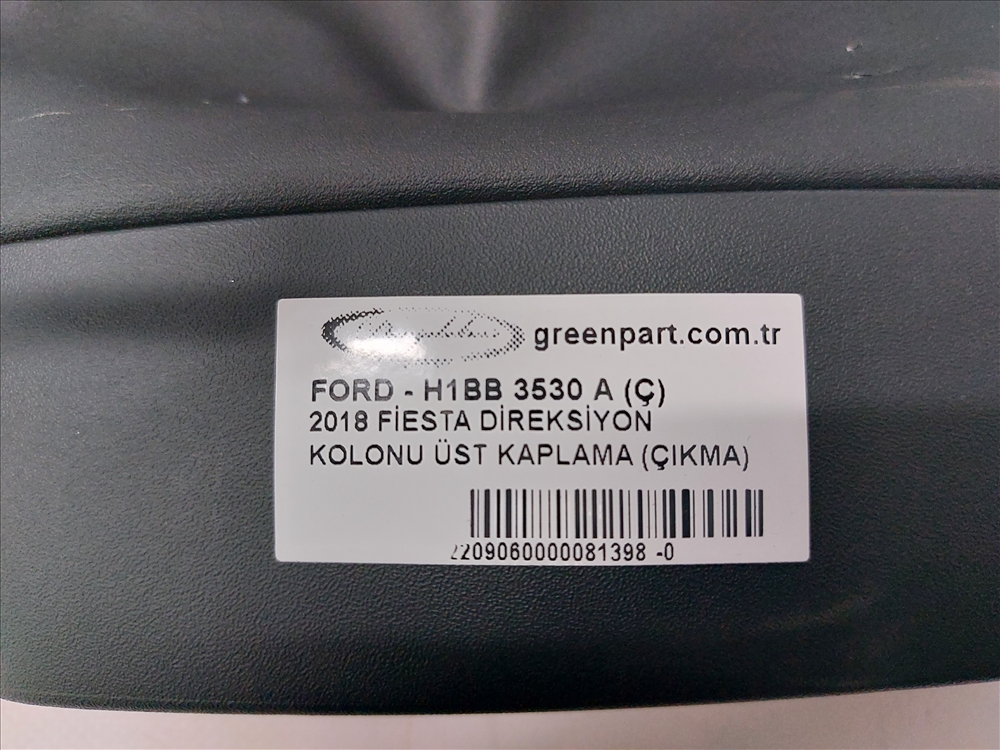 greenpart.com.tr
FORD - H1BB 3530 A (Ç)
2018 FİESTA DİREKSİYON
KOLONU ÜST KAPLAMA (ÇIKMA)
2209060000081398 -0